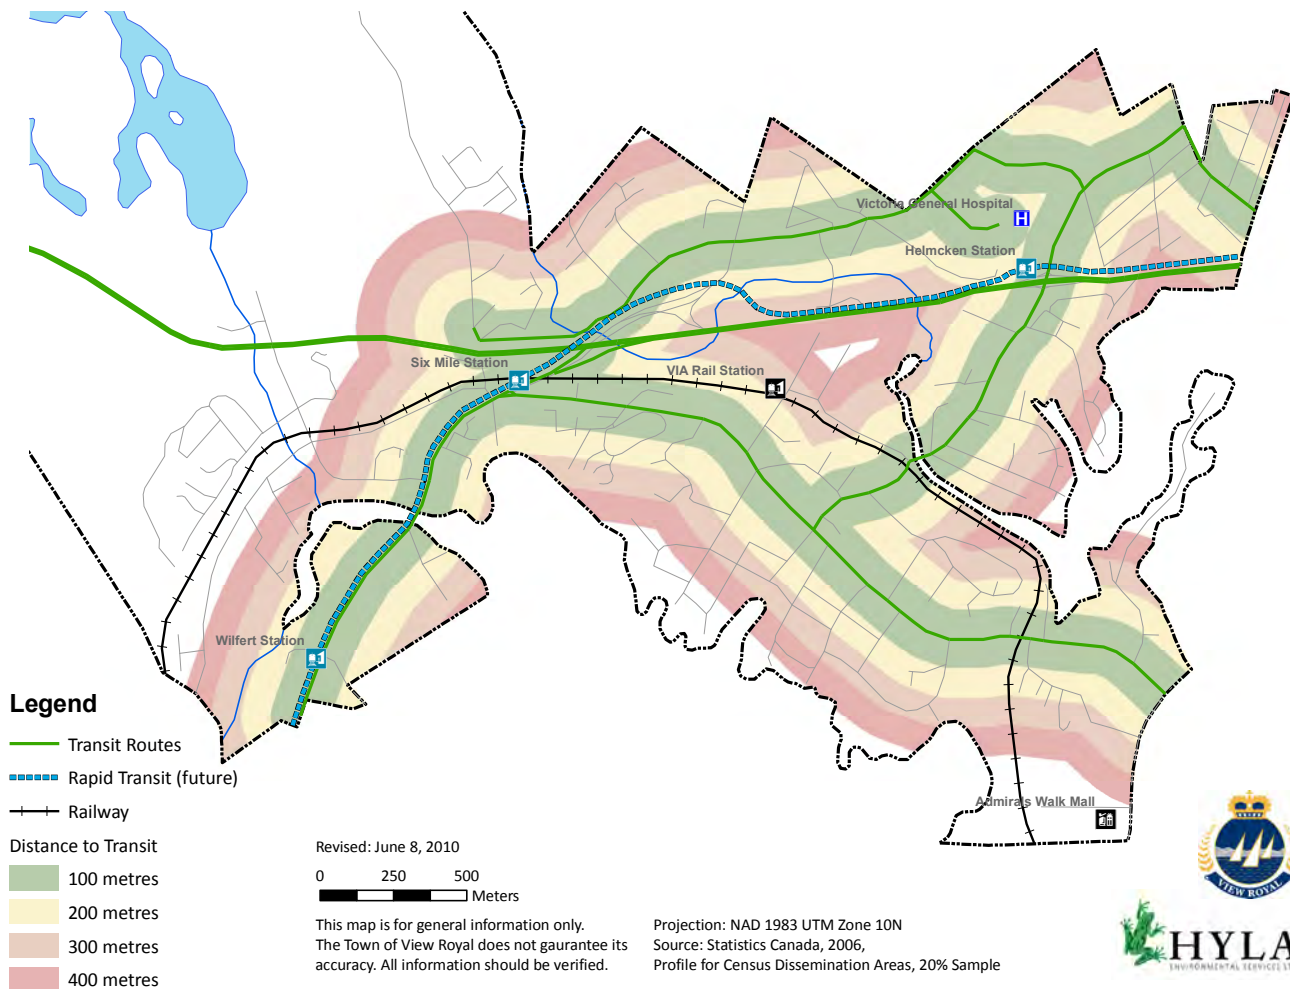 Victoria General Hospital
H
Helmcken Station
Six Mile Station
VIA Rail Station
Wilfert Station
Admirals Walk Mall
Legend
Transit Routes
Rapid Transit (future)
Railway
Distance to Transit
100 metres
200 metres
300 metres
400 metres
Revised: June 8, 2010
0 250 500
Meters
This map is for general information only.
The Town of View Royal does not gaurantee its
accuracy. All information should be verified.
Projection: NAD 1983 UTM Zone 10N
Source: Statistics Canada, 2006,
Profile for Census Dissemination Areas, 20% Sample
VIEW ROYAL
HYLA
ENVIRONMENTAL SERVICES